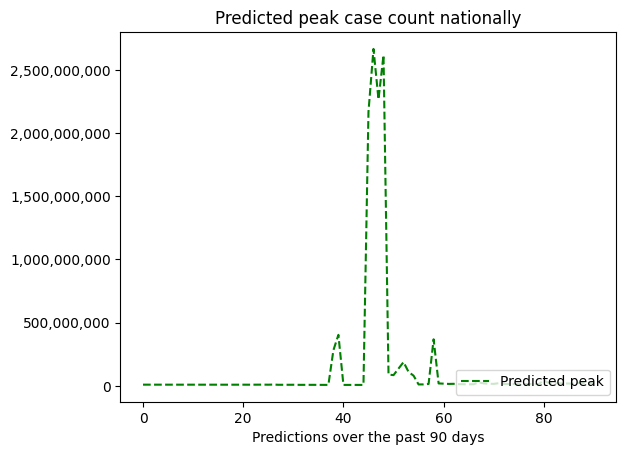 Predicted peak case count nationally
2,500,000,000
2,000,000,000
1,500,000,000
1,000,000,000
500,000,000
0
Predicted peak
0 20 40 60 80
Predictions over the past 90 days